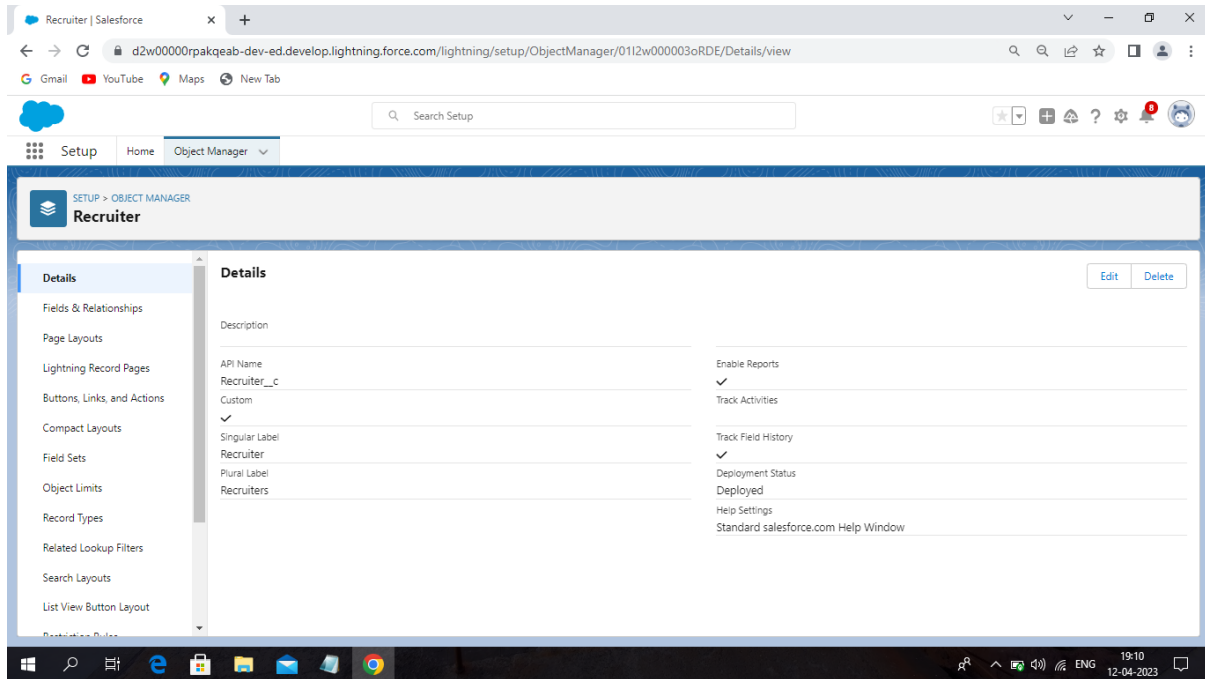 Recruiter | Salesforce
d2w00000rpakqeab-dev-ed.develop.lightning.force.com/lightning/setup/ObjectManager/01I2w000003oRDE/Details/view
Gmail YouTube Maps New Tab
Search Setup
8
Setup Home Object Manager
SETUP > OBJECT MANAGER
Recruiter
Details
Fields & Relationships
Page Layouts
Lightning Record Pages
Buttons, Links, and Actions
Compact Layouts
Field Sets
Object Limits
Record Types
Related Lookup Filters
Search Layouts
List View Button Layout
Restriction Rules
Details
Edit Delete
Description
API Name
Recruiter__c
Custom
Singular Label
Recruiter
Plural Label
Recruiters
Enable Reports
Track Activities
Track Field History
Deployment Status
Deployed
Help Settings
Standard salesforce.com Help Window
ENG
19:10
12-04-2023